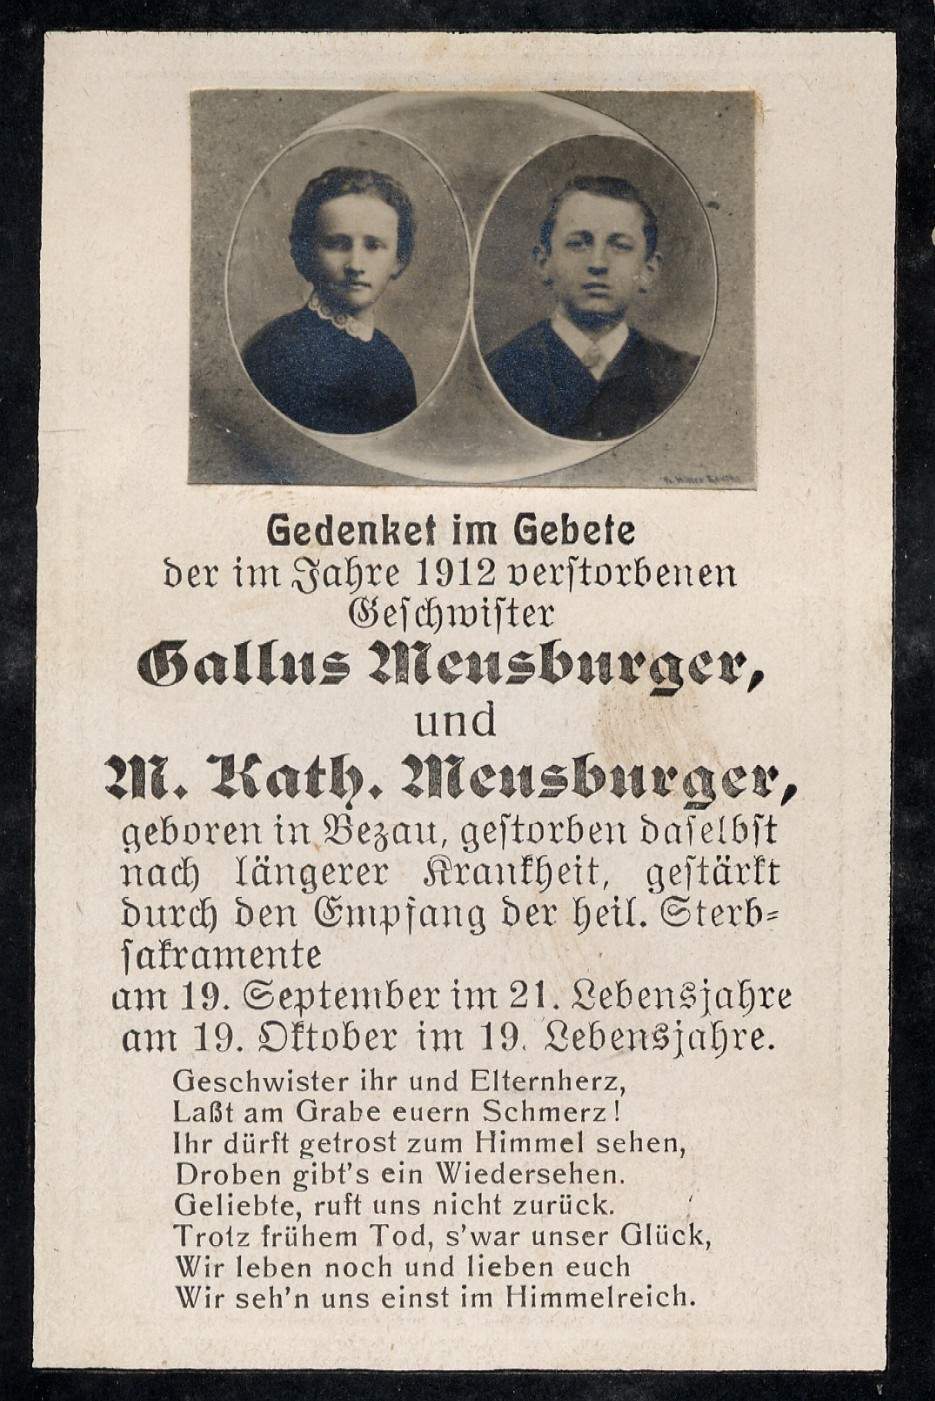 Gedenket im Gebete
der im Jahre 1912 verstorbenen
Geschwister
Gallus Meusburger,
und
M. Kath. Meusburger,
geboren in Bezau, gestorben daselbst
nach längerer Krankheit, gestärkt
durch den Empfang der heil. Sterb-
sakramente
am 19. September im 21. Lebensjahre
am 19. Oktober im 19. Lebensjahre.
Geschwister ihr und Elternherz,
Laßt am Grabe euern Schmerz!
Ihr dürft getrost zum Himmel sehen,
Droben gibt's ein Wiedersehen.
Geliebte, ruft uns nicht zurück.
Trotz frühem Tod, s'war unser Glück,
Wir leben noch und lieben euch
Wir seh'n uns einst im Himmelreich.